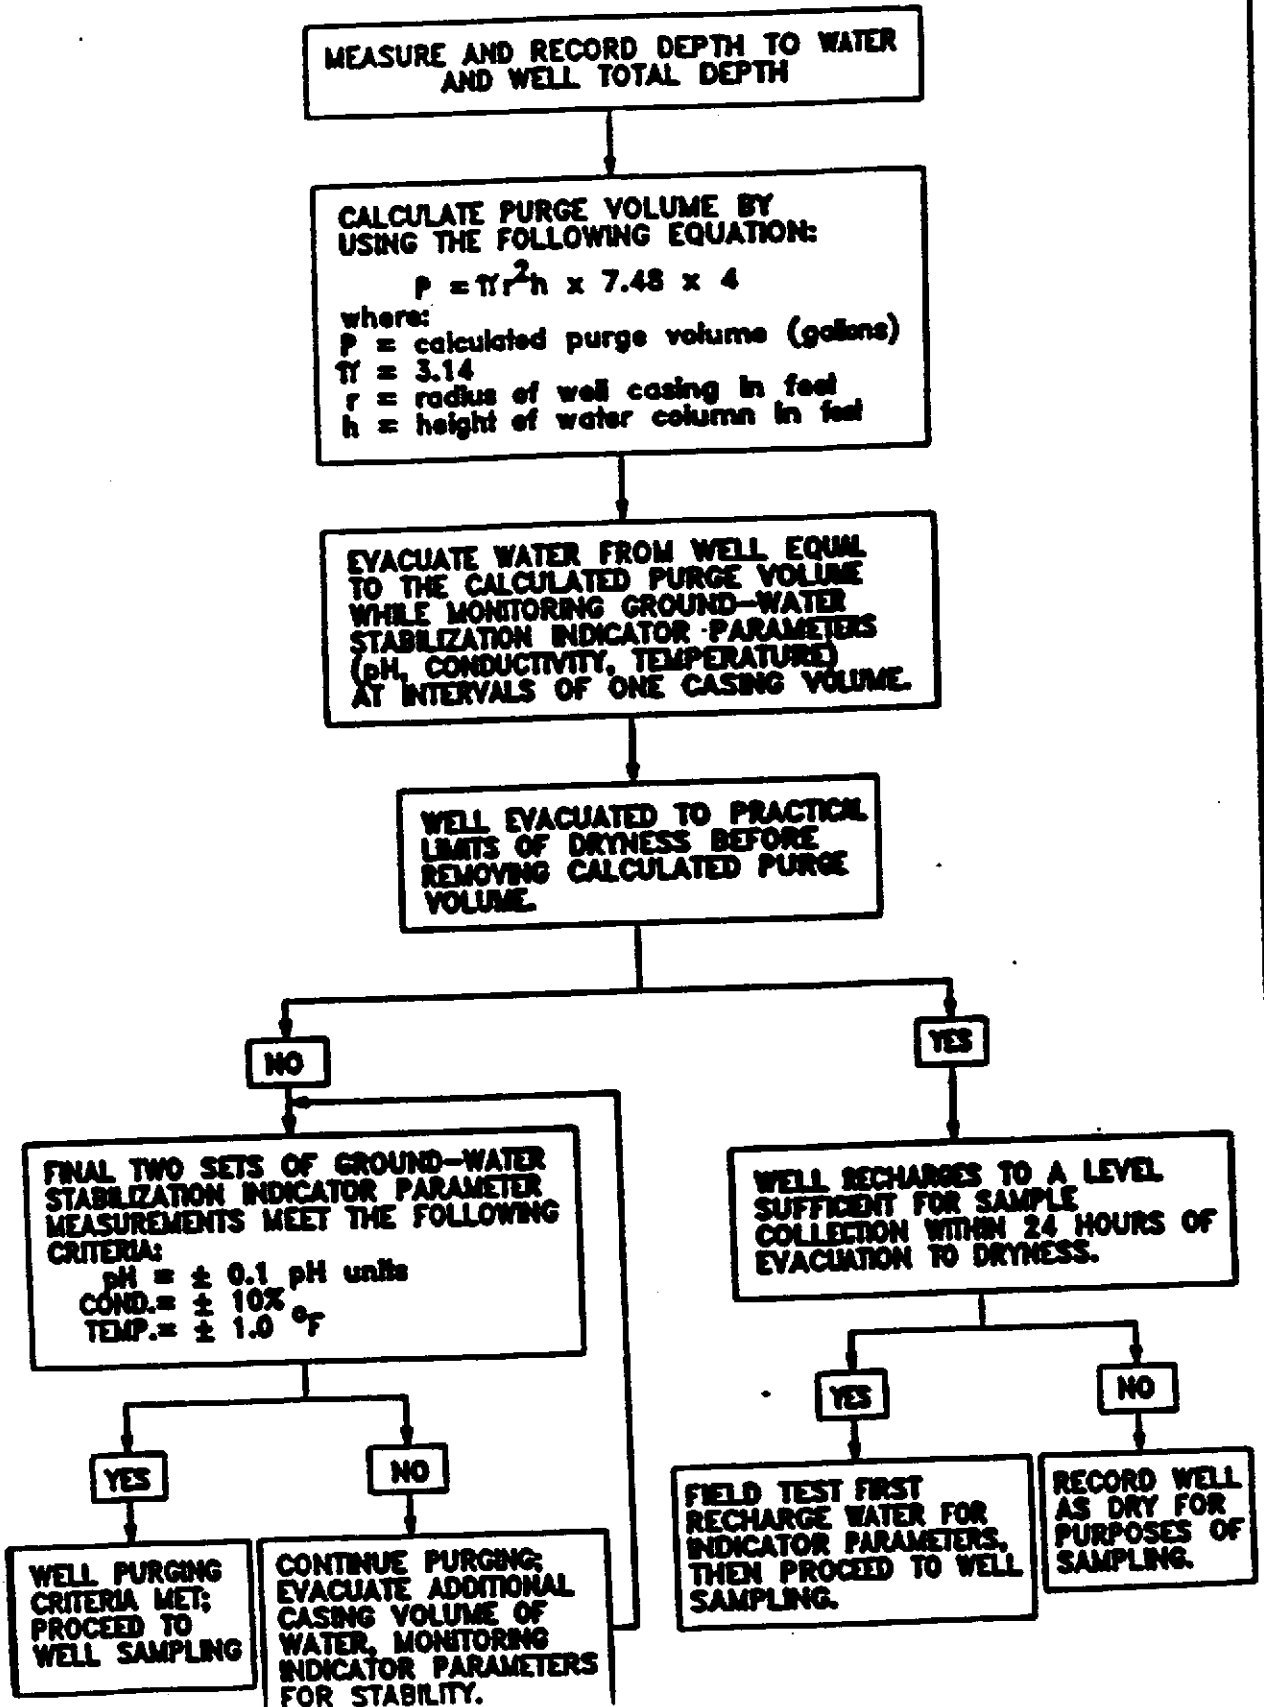 MEASURE AND RECORD DEPTH TO WATER
AND WELL TOTAL DEPTH
CALCULATE PURGE VOLUME BY
USING THE FOLLOWING EQUATION:
P = πr²h x 7.48 x 4
where:
P = calculated purge volume (gallons)
π = 3.14
r = radius of well casing in feet
h = height of water column in feet
EVACUATE WATER FROM WELL EQUAL
TO THE CALCULATED PURGE VOLUME
WHILE MONITORING GROUND-WATER
STABILIZATION INDICATOR PARAMETERS
(pH, CONDUCTIVITY, TEMPERATURE)
AT INTERVALS OF ONE CASING VOLUME.
WELL EVACUATED TO PRACTICAL
LIMITS OF DRYNESS BEFORE
REMOVING CALCULATED PURGE
VOLUME.
NO
YES
FINAL TWO SETS OF GROUND-WATER
STABILIZATION INDICATOR PARAMETER
MEASUREMENTS MEET THE FOLLOWING
CRITERIA:
pH = ± 0.1 pH units
COND.= ± 10%
TEMP.= ± 1.0 °F
WELL RECHARGES TO A LEVEL
SUFFICIENT FOR SAMPLE
COLLECTION WITHIN 24 HOURS OF
EVACUATION TO DRYNESS.
YES
NO
YES
NO
WELL PURGING
CRITERIA MET;
PROCEED TO
WELL SAMPLING
CONTINUE PURGING;
EVACUATE ADDITIONAL
CASING VOLUME OF
WATER, MONITORING
INDICATOR PARAMETERS
FOR STABILITY.
FIELD TEST FIRST
RECHARGE WATER FOR
INDICATOR PARAMETERS,
THEN PROCEED TO WELL
SAMPLING.
RECORD WELL
AS DRY FOR
PURPOSES OF
SAMPLING.